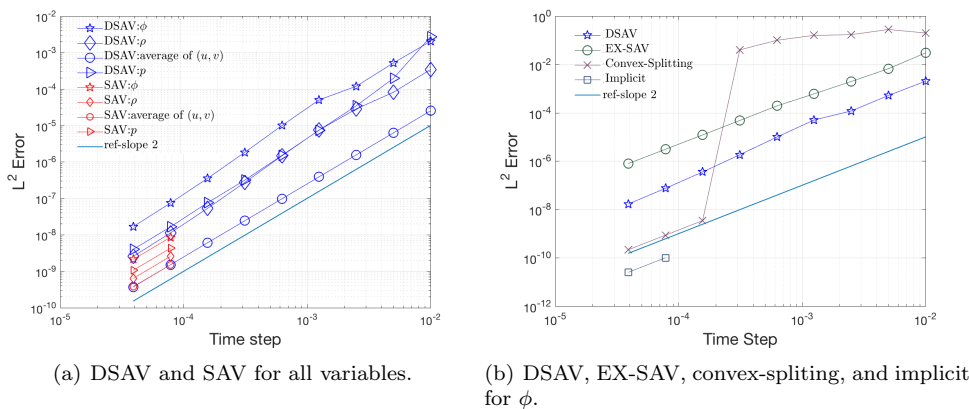 10^-2
10^-3
10^-4
10^-5
10^-6
10^-7
10^-8
10^-9
10^-10
L^2 Error
DSAV:ϕ
DSAV:ρ
DSAV:average of (u, v)
DSAV:p
SAV:ϕ
SAV:ρ
SAV:average of (u, v)
SAV:p
ref-slope 2
10^-5
10^-4
10^-3
10^-2
Time step
(a) DSAV and SAV for all variables.
10^0
10^-2
10^-4
10^-6
10^-8
10^-10
10^-12
L^2 Error
DSAV
EX-SAV
Convex-Splitting
Implicit
ref-slope 2
10^-5
10^-4
10^-3
10^-2
Time Step
(b) DSAV, EX-SAV, convex-spliting, and implicit
for ϕ.